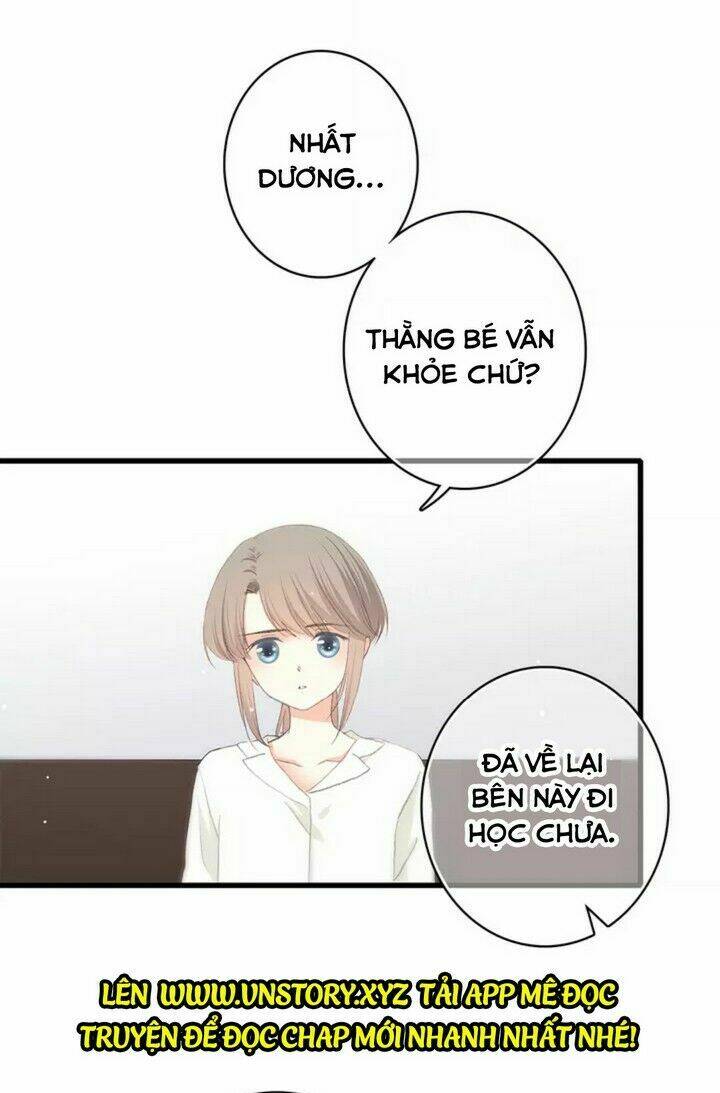 NHẤT
DƯƠNG...
THẰNG BÉ VẪN
KHỎE CHỨ?
ĐÃ VỀ LẠI
BÊN NÀY ĐI
HỌC CHƯA.
LÊN WWW.VNSTORY.XYZ TẢI APP MÊ ĐỌC
TRUYỆN ĐỂ ĐỌC CHAP MỚI NHANH NHẤT NHÉ!